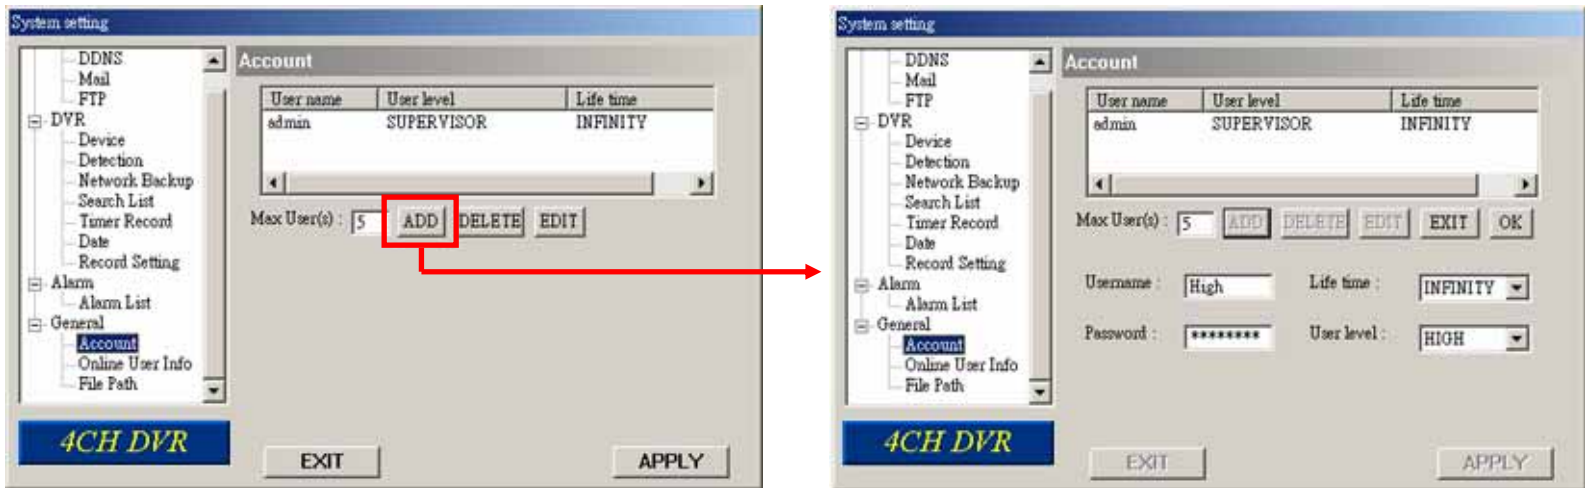 System setting
DDNS
Mail
FTP
DVR
Device
Detection
Network Backup
Search List
Timer Record
Date
Record Setting
Alarm
Alarm List
General
Account
Online User Info
File Path
4CH DVR
Account
User name User level Life time
admin SUPERVISOR INFINITY
Max User(s) : 5 ADD DELETE EDIT
EXIT APPLY
System setting
DDNS
Mail
FTP
DVR
Device
Detection
Network Backup
Search List
Timer Record
Date
Record Setting
Alarm
Alarm List
General
Account
Online User Info
File Path
4CH DVR
Account
User name User level Life time
admin SUPERVISOR INFINITY
Max User(s) : 5 ADD DELETE EDIT EXIT OK
Username : High Life time : INFINITY
Password : ******** User level : HIGH
EXIT APPLY